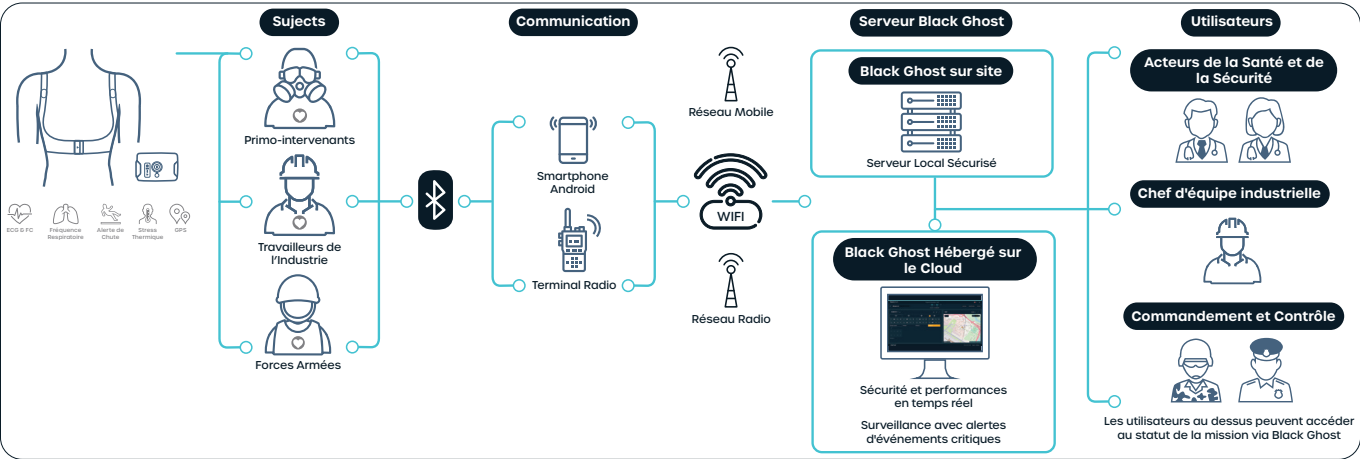 Sujects
Communication
Serveur Black Ghost
Utilisateurs
ECG & FC
Fréquence
Respiratoire
Alerte de
Chute
Stress
Thermique
GPS
Primo-intervenants
Travailleurs de
l'Industrie
Forces Armées
Smartphone
Android
Terminal Radio
Réseau Mobile
WIFI
Réseau Radio
Black Ghost sur site
Serveur Local Sécurisé
Black Ghost Hébergé sur
le Cloud
Sécurité et performances
en temps réel
Surveillance avec alertes
d'événements critiques
Acteurs de la Santé et de
la Sécurité
Chef d'équipe industrielle
Commandement et Contrôle
Les utilisateurs au dessus peuvent accéder
au statut de la mission via Black Ghost